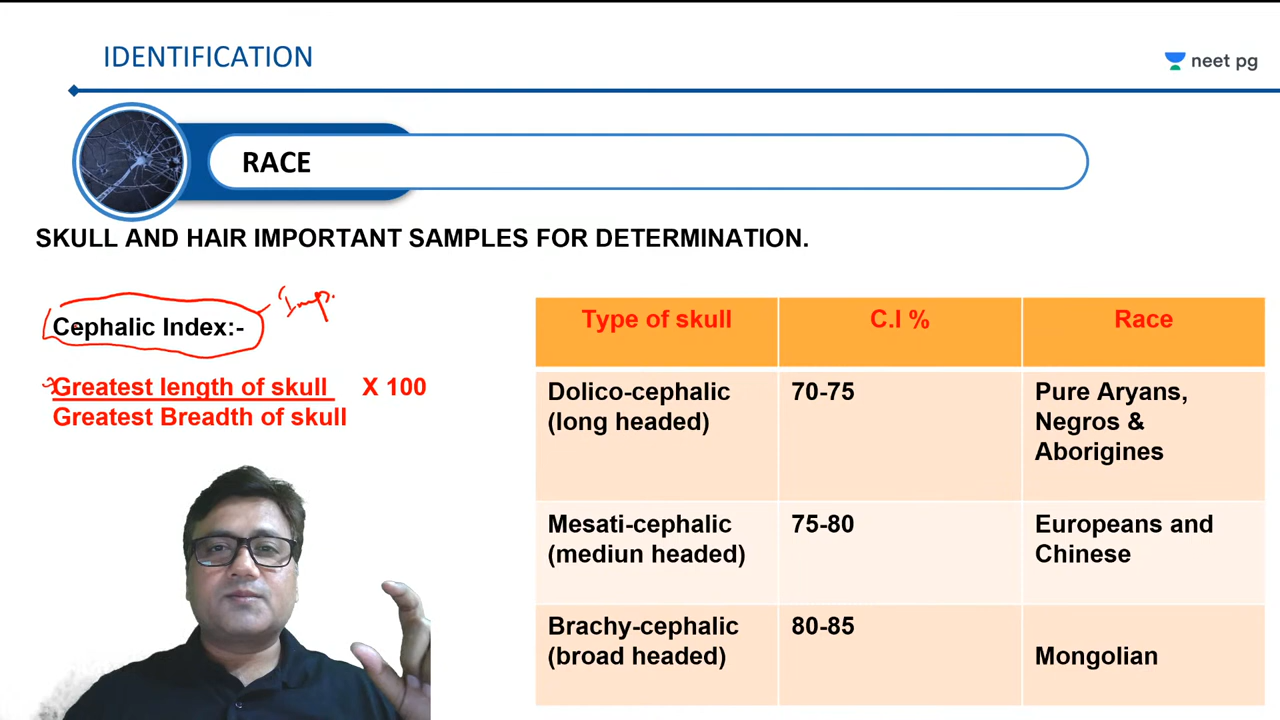 IDENTIFICATION
neet pg
RACE
SKULL AND HAIR IMPORTANT SAMPLES FOR DETERMINATION.
Imp.
Cephalic Index:-
Greatest length of skull X 100
Greatest Breadth of skull
Type of skull C.I % Race
Dolico-cephalic 70-75 Pure Aryans,
(long headed) Negros &
Aborigines
Mesati-cephalic 75-80 Europeans and
(mediun headed) Chinese
Brachy-cephalic 80-85
(broad headed) Mongolian